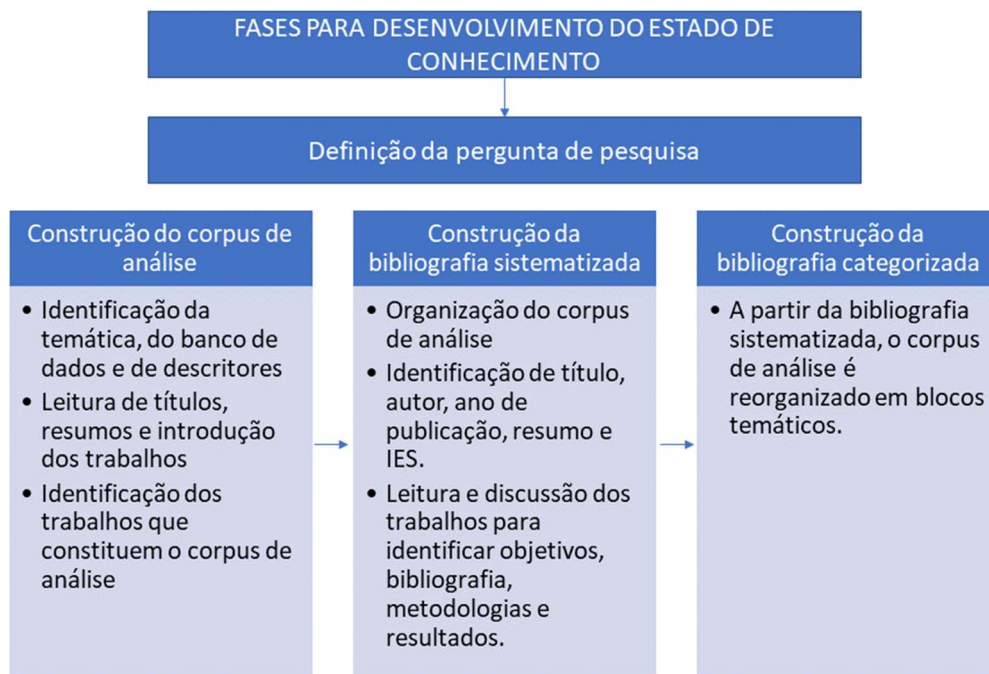 FASES PARA DESENVOLVIMENTO DO ESTADO DE
CONHECIMENTO
Definição da pergunta de pesquisa
Construção do corpus de
análise
• Identificação da
temática, do banco de
dados e de descritores
• Leitura de títulos,
resumos e introdução
dos trabalhos
• Identificação dos
trabalhos que
constituem o corpus de
análise
Construção da
bibliografia sistematizada
• Organização do corpus
de análise
• Identificação de título,
autor, ano de
publicação, resumo e
IES.
• Leitura e discussão dos
trabalhos para
identificar objetivos,
bibliografia,
metodologias e
resultados.
Construção da
bibliografia categorizada
• A partir da bibliografia
sistematizada, o corpus
de análise é
reorganizado em blocos
temáticos.